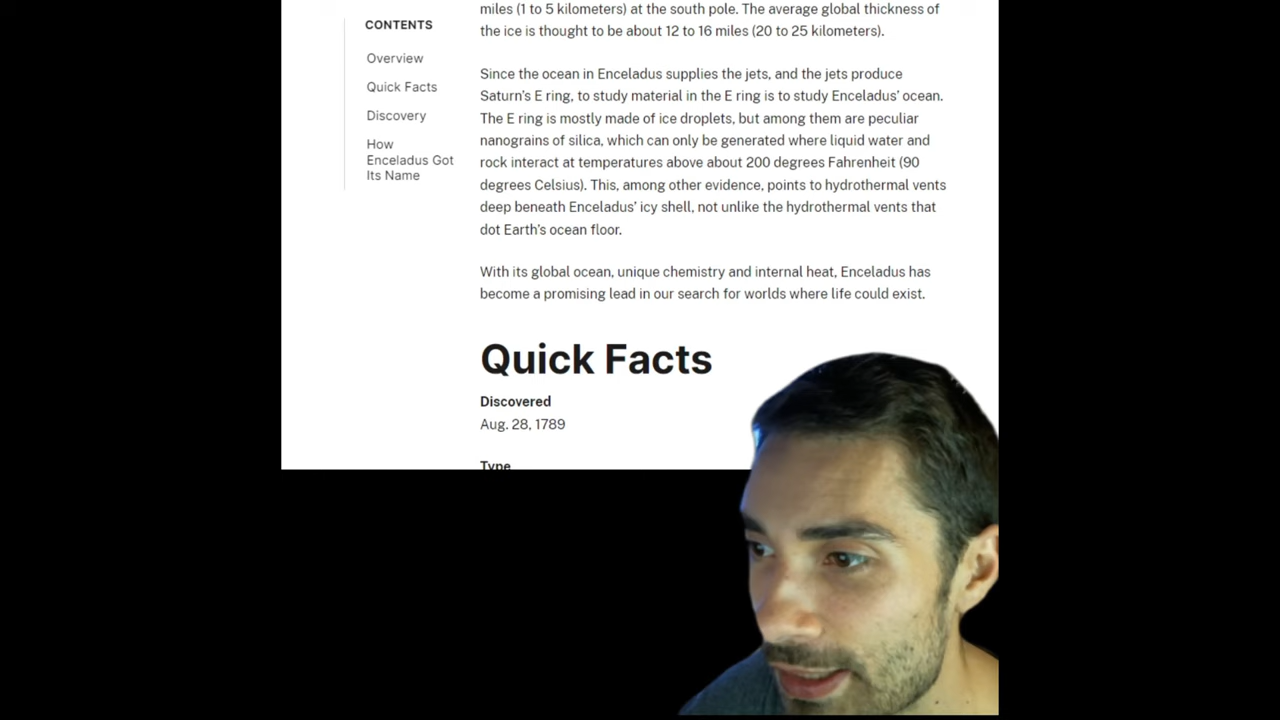 CONTENTS
Overview
Quick Facts
Discovery
How
Enceladus Got
Its Name
miles (1 to 5 kilometers) at the south pole. The average global thickness of
the ice is thought to be about 12 to 16 miles (20 to 25 kilometers).
Since the ocean in Enceladus supplies the jets, and the jets produce
Saturn's E ring, to study material in the E ring is to study Enceladus' ocean.
The E ring is mostly made of ice droplets, but among them are peculiar
nanograins of silica, which can only be generated where liquid water and
rock interact at temperatures above about 200 degrees Fahrenheit (90
degrees Celsius). This, among other evidence, points to hydrothermal vents
deep beneath Enceladus' icy shell, not unlike the hydrothermal vents that
dot Earth's ocean floor.
With its global ocean, unique chemistry and internal heat, Enceladus has
become a promising lead in our search for worlds where life could exist.
Quick Facts
Discovered
Aug. 28, 1789
Type